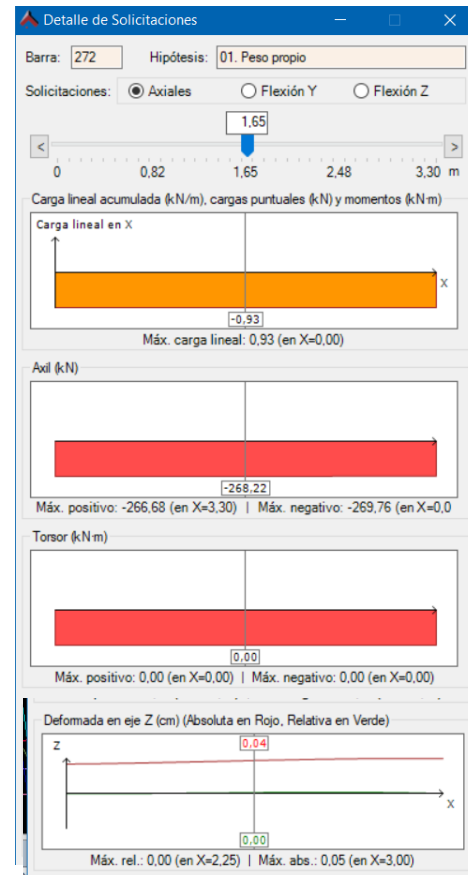 Detalle de Solicitaciones
Barra: 272 Hipótesis: 01. Peso propio
Solicitaciones: Axiales Flexión Y Flexión Z
1,65
< >
0 0,82 1,65 2,48 3,30 m
Carga lineal acumulada (kN/m), cargas puntuales (kN) y momentos (kN·m)
Carga lineal en X
X
-0,93
Máx. carga lineal: 0,93 (en X=0,00)
Axil (kN)
-268,22
Máx. positivo: -266,68 (en X=3,30) | Máx. negativo: -269,76 (en X=0,0
Torsor (kN·m)
0,00
Máx. positivo: 0,00 (en X=0,00) | Máx. negativo: 0,00 (en X=0,00)
Deformada en eje Z (cm) (Absoluta en Rojo, Relativa en Verde)
Z 0,04
X
0,00
Máx. rel.: 0,00 (en X=2,25) | Máx. abs.: 0,05 (en X=3,00)